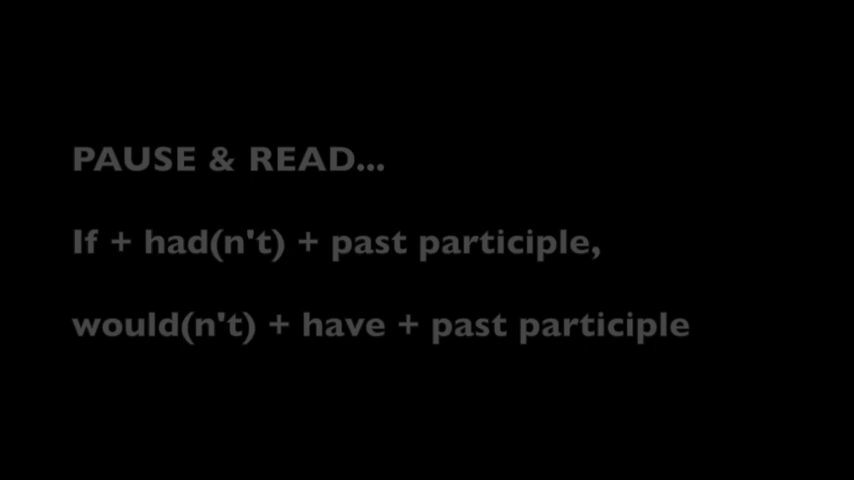 PAUSE & READ...
If + had(n't) + past participle,
would(n't) + have + past participle